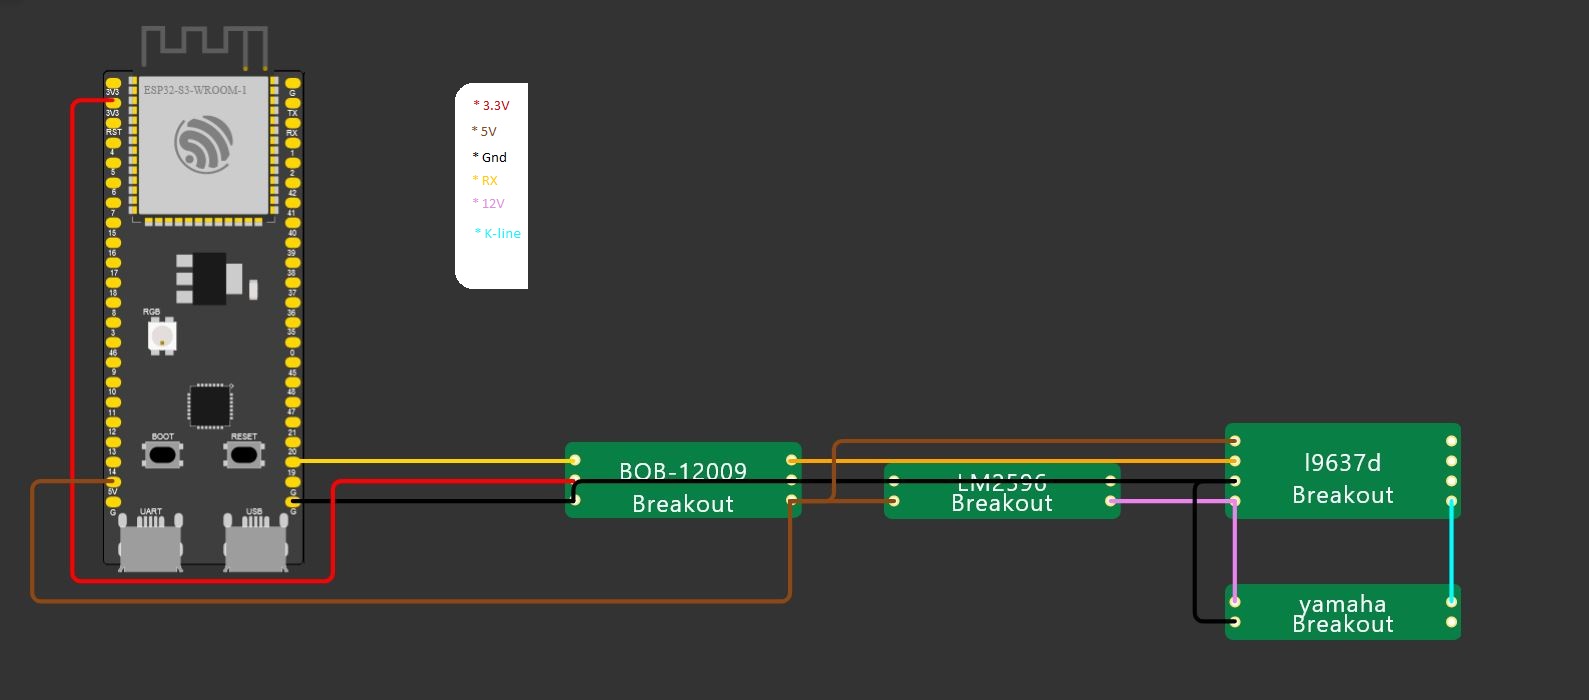 ESP32-S3-WROOM-1
3V3
3V3
RST
4
5
6
7
15
16
17
18
8
3
46
9
10
11
12
13
14
5V
G
G
TX
RX
1
2
42
41
40
39
38
37
36
35
0
45
48
47
21
20
19
G
G
RGB
BOOT
RESET
UART
USB
* 3.3V
* 5V
* Gnd
* RX
* 12V
* K-line
BOB-12009
Breakout
LM2596
Breakout
l9637d
Breakout
yamaha
Breakout